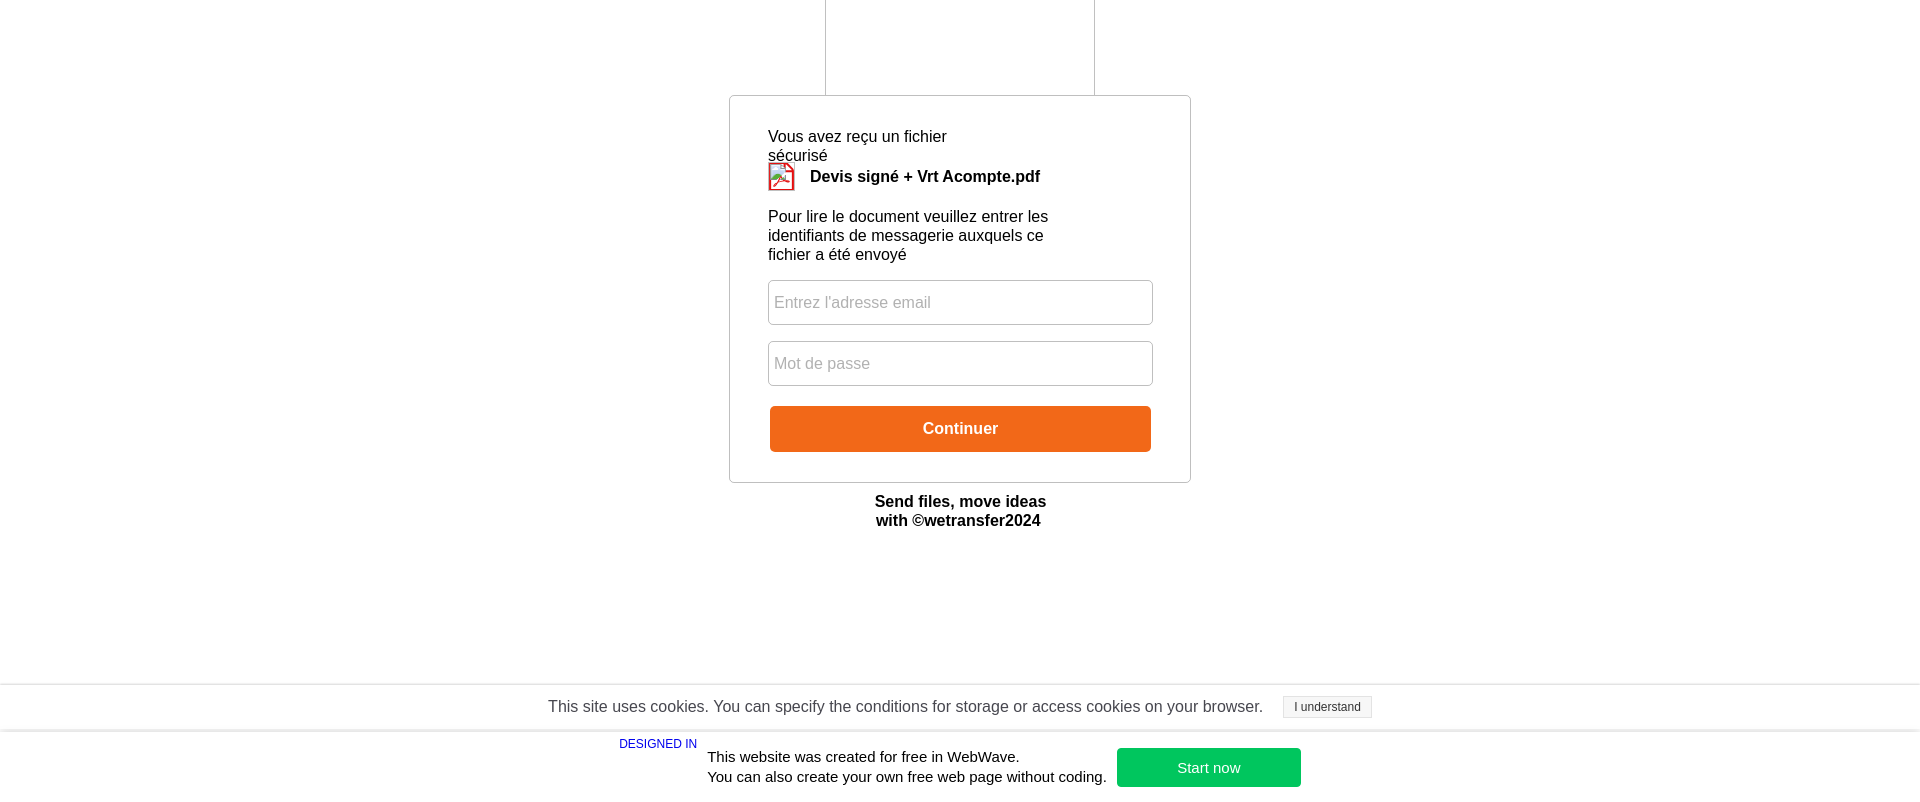 Vous avez reçu un fichier
sécurisé
Devis signé + Vrt Acompte.pdf
Pour lire le document veuillez entrer les
identifiants de messagerie auxquels ce
fichier a été envoyé
Entrez l'adresse email
Mot de passe
Continuer
Send files, move ideas
with ©wetransfer2024
This site uses cookies. You can specify the conditions for storage or access cookies on your browser.
I understand
DESIGNED IN
This website was created for free in WebWave.
You can also create your own free web page without coding.
Start now